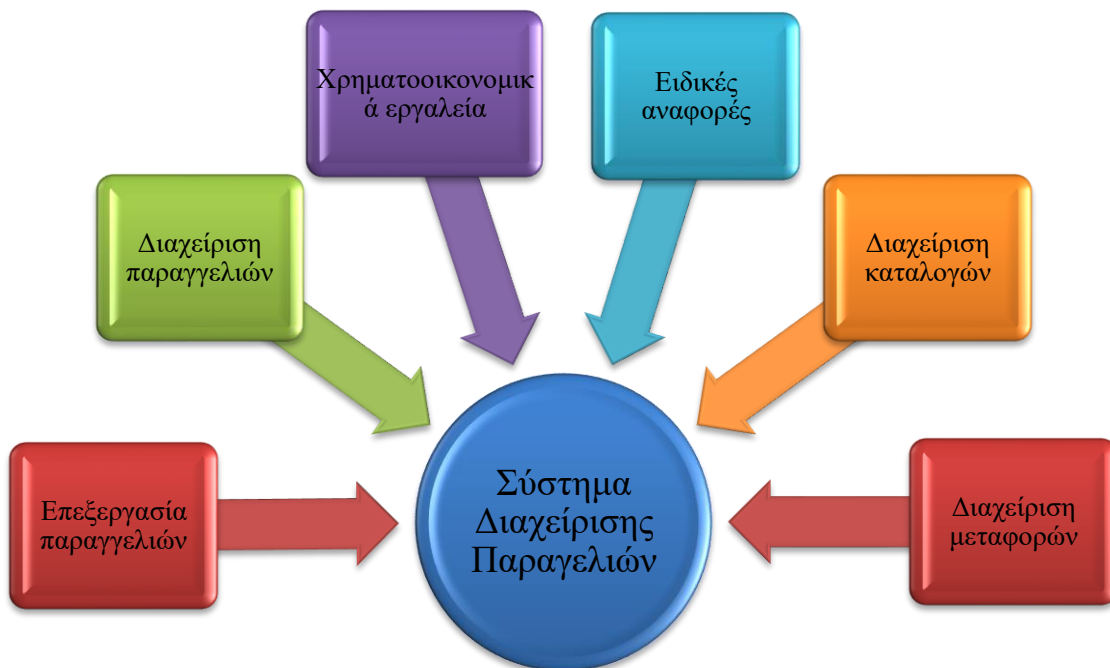 Χρηματοοικονομικ
ά εργαλεία
Ειδικές
αναφορές
Διαχείριση
παραγγελιών
Διαχείριση
καταλογών
Επεξεργασία
παραγγελιών
Σύστημα
Διαχείρισης
Παραγελιών
Διαχείριση
μεταφορών